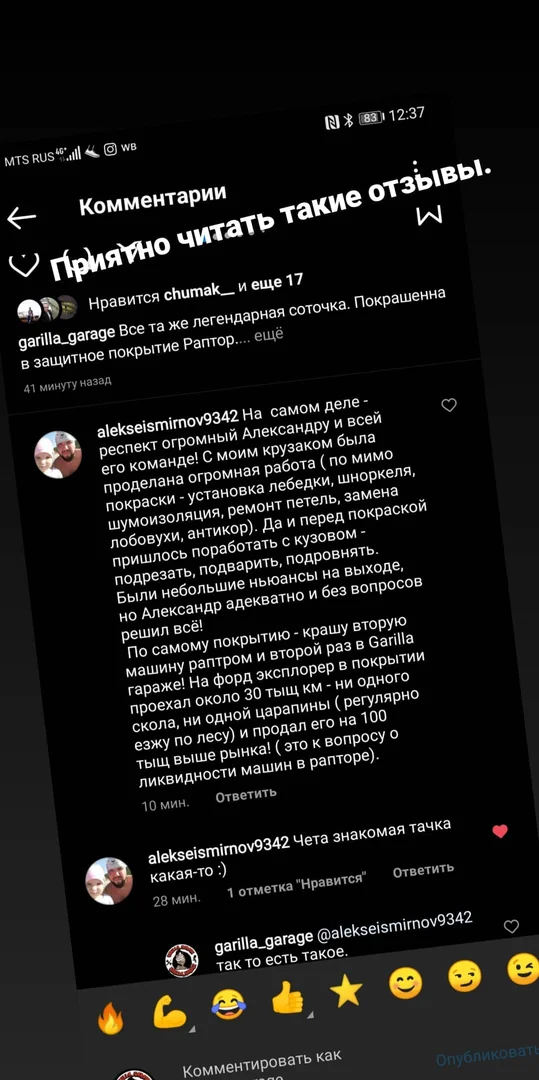 MTS RUS 4G+ WB 83 12:37
Комментарии
Приятно читать такие отзывы.
Нравится chumak__ и еще 17
garilla_garage Все та же легендарная соточка. Покрашенна
в защитное покрытие Раптор.... ещё
41 минуту назад
alekseismirnov9342 На самом деле -
респект огромный Александру и всей
его команде! С моим крузаком была
проделана огромная работа ( по мимо
покраски - установка лебедки, шноркеля,
шумоизоляция, ремонт петель, замена
лобовухи, антикор). Да и перед покраской
пришлось поработать с кузовом -
подрезать, подварить, подровнять.
Были небольшие ньюансы на выходе,
но Александр адекватно и без вопросов
решил всё!
По самому покрытию - крашу вторую
машину раптром и второй раз в Garilla
гараже! На форд эксплорер в покрытии
проехал около 30 тыщ км - ни одного
скола, ни одной царапины ( регулярно
езжу по лесу) и продал его на 100
тыщ выше рынка! ( это к вопросу о
ликвидности машин в рапторе).
10 мин. Ответить
alekseismirnov9342 Чета знакомая тачка
какая-то :)
28 мин. 1 отметка "Нравится" Ответить
garilla_garage @alekseismirnov9342
так то есть такое.
Комментировать как
Опубликовать